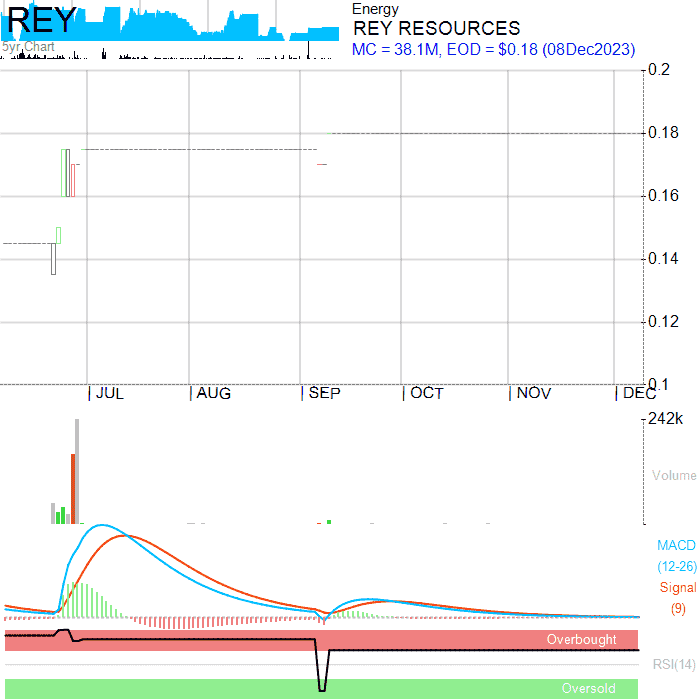 REY
5yr Chart
Energy
REY RESOURCES
MC = 38.1M, EOD = $0.18 (08Dec2023)
0.2
0.18
0.16
0.14
0.12
0.1
JUL
AUG
SEP
OCT
NOV
DEC
242k
Volume
MACD
(12-26)
Signal
(9)
Overbought
RSI(14)
Oversold